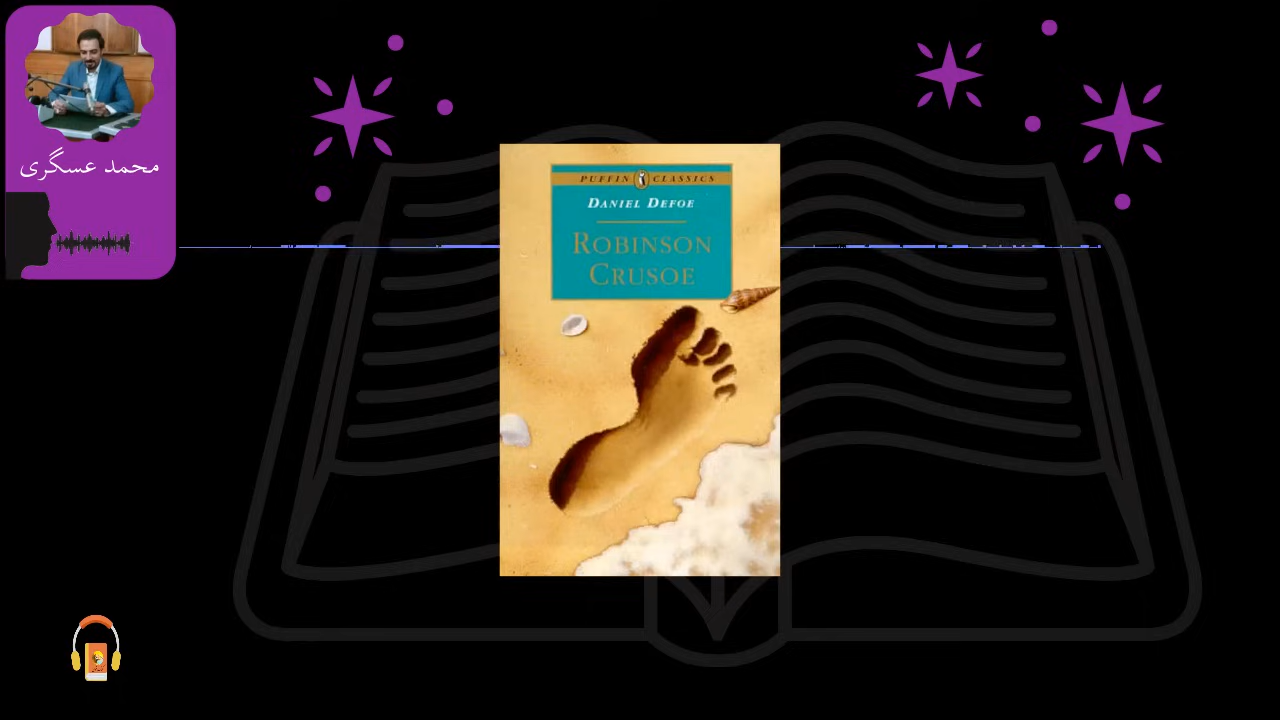 محمد عسگری
PUFFIN CLASSICS
DANIEL DEFOE
ROBINSON
CRUSOE